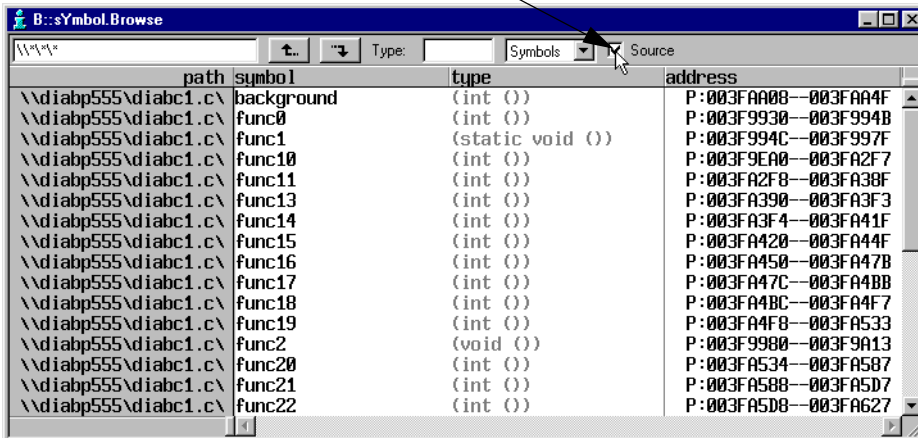 B::sYmbol.Browse
\\*\*\* t.. Type: Symbols Source
path symbol type address
\\diabp555\diabc1.c\ background (int ()) P:003FAA08--003FAA4F
\\diabp555\diabc1.c\ func0 (int ()) P:003F9930--003F994B
\\diabp555\diabc1.c\ func1 (static void ()) P:003F994C--003F997F
\\diabp555\diabc1.c\ func10 (int ()) P:003F9EA0--003FA2F7
\\diabp555\diabc1.c\ func11 (int ()) P:003FA2F8--003FA38F
\\diabp555\diabc1.c\ func13 (int ()) P:003FA390--003FA3F3
\\diabp555\diabc1.c\ func14 (int ()) P:003FA3F4--003FA41F
\\diabp555\diabc1.c\ func15 (int ()) P:003FA420--003FA44F
\\diabp555\diabc1.c\ func16 (int ()) P:003FA450--003FA47B
\\diabp555\diabc1.c\ func17 (int ()) P:003FA47C--003FA4BB
\\diabp555\diabc1.c\ func18 (int ()) P:003FA4BC--003FA4F7
\\diabp555\diabc1.c\ func19 (int ()) P:003FA4F8--003FA533
\\diabp555\diabc1.c\ func2 (void ()) P:003F9980--003F9A13
\\diabp555\diabc1.c\ func20 (int ()) P:003FA534--003FA587
\\diabp555\diabc1.c\ func21 (int ()) P:003FA588--003FA5D7
\\diabp555\diabc1.c\ func22 (int ()) P:003FA5D8--003FA627